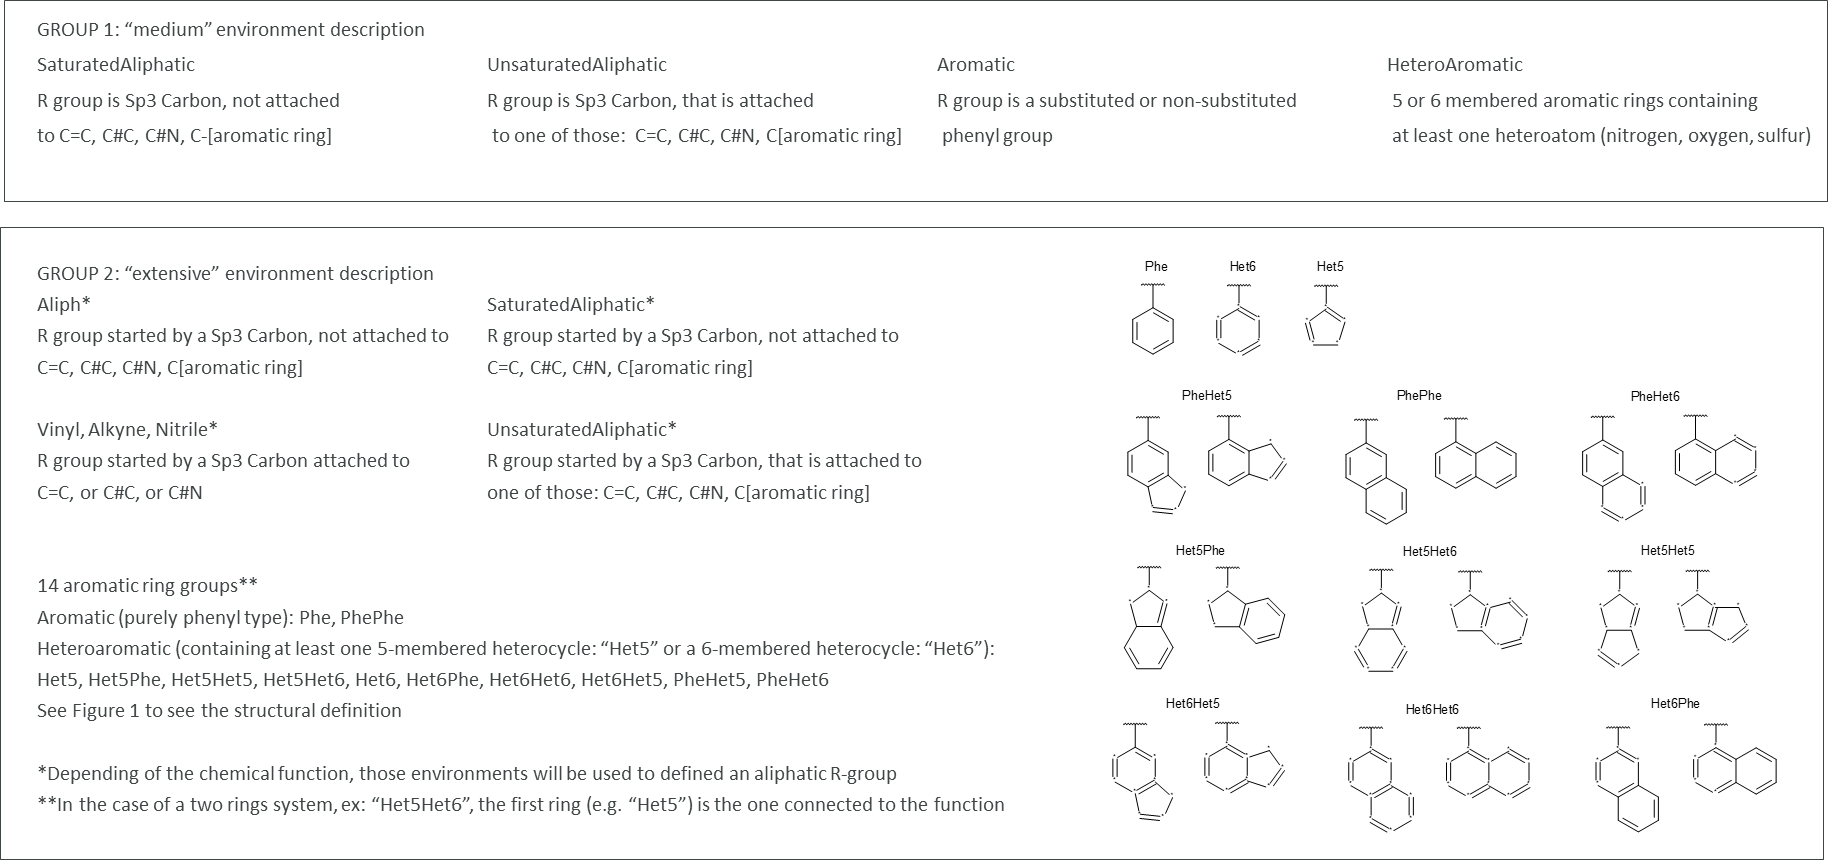 GROUP 1: “medium” environment description
SaturatedAliphatic
R group is Sp3 Carbon, not attached
to C=C, C#C, C#N, C-[aromatic ring]
UnsaturatedAliphatic
R group is Sp3 Carbon, that is attached
to one of those: C=C, C#C, C#N, C[aromatic ring]
Aromatic
R group is a substituted or non-substituted
phenyl group
HeteroAromatic
5 or 6 membered aromatic rings containing
at least one heteroatom (nitrogen, oxygen, sulfur)
GROUP 2: “extensive” environment description
Aliph*
R group started by a Sp3 Carbon, not attached to
C=C, C#C, C#N, C[aromatic ring]
SaturatedAliphatic*
R group started by a Sp3 Carbon, not attached to
C=C, C#C, C#N, C[aromatic ring]
Vinyl, Alkyne, Nitrile*
R group started by a Sp3 Carbon attached to
C=C, or C#C, or C#N
UnsaturatedAliphatic*
R group started by a Sp3 Carbon, that is attached to
one of those: C=C, C#C, C#N, C[aromatic ring]
14 aromatic ring groups**
Aromatic (purely phenyl type): Phe, PhePhe
Heteroaromatic (containing at least one 5-membered heterocycle: “Het5” or a 6-membered heterocycle: “Het6”):
Het5, Het5Phe, Het5Het5, Het5Het6, Het6, Het6Phe, Het6Het6, Het6Het5, PheHet5, PheHet6
See Figure 1 to see the structural definition
*Depending of the chemical function, those environments will be used to defined an aliphatic R-group
**In the case of a two rings system, ex: “Het5Het6”, the first ring (e.g. “Het5”) is the one connected to the function
Phe
Het6
Het5
PheHet5
PhePhe
PheHet6
Het5Phe
Het5Het6
Het5Het5
Het6Het5
Het6Het6
Het6Phe